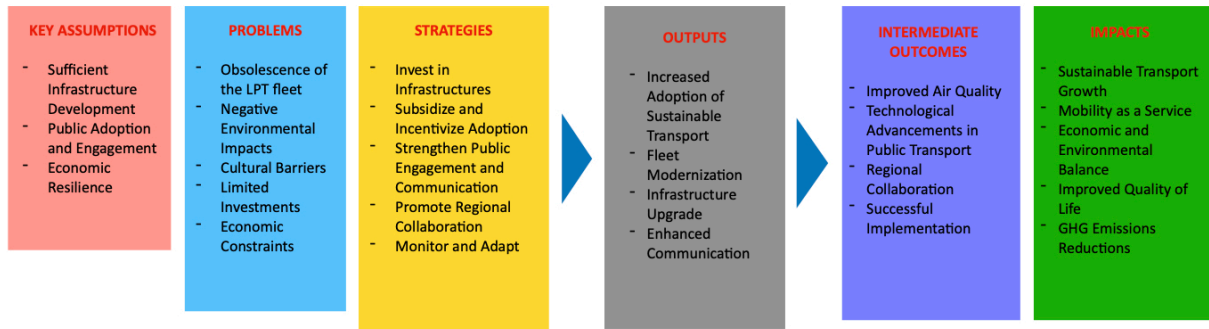 KEY ASSUMPTIONS
- Sufficient
Infrastructure
Development
- Public Adoption
and Engagement
- Economic
Resilience
PROBLEMS
- Obsolescence of
the LPT fleet
- Negative
Environmental
Impacts
- Cultural Barriers
- Limited
Investments
- Economic
Constraints
STRATEGIES
- Invest in
Infrastructures
- Subsidize and
Incentivize Adoption
- Strengthen Public
Engagement and
Communication
- Promote Regional
Collaboration
- Monitor and Adapt
OUTPUTS
- Increased
Adoption of
Sustainable
Transport
- Fleet
Modernization
- Infrastructure
Upgrade
- Enhanced
Communication
INTERMEDIATE
OUTCOMES
- Improved Air Quality
- Technological
Advancements in
Public Transport
- Regional
Collaboration
- Successful
Implementation
IMPACTS
- Sustainable Transport
Growth
- Mobility as a Service
- Economic and
Environmental
Balance
- Improved Quality of
Life
- GHG Emissions
Reductions